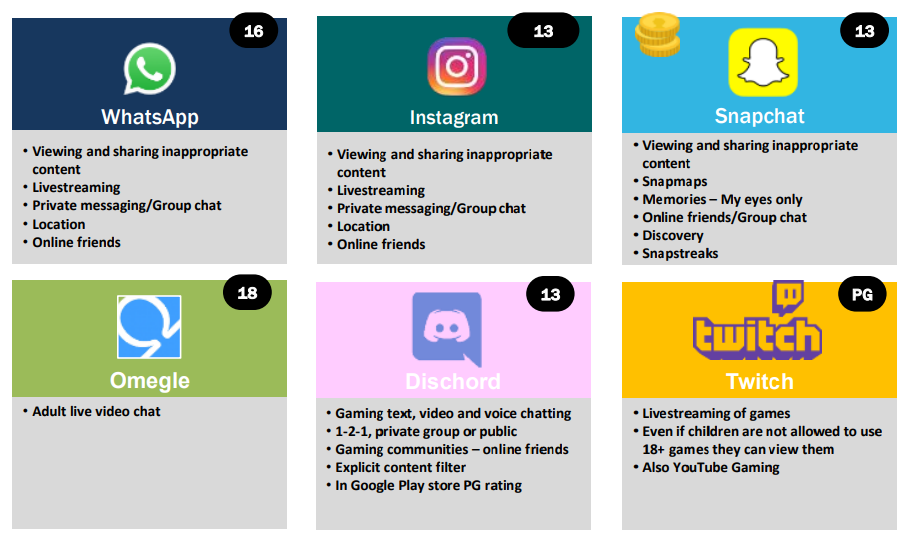 16
WhatsApp
• Viewing and sharing inappropriate
content
• Livestreaming
• Private messaging/Group chat
• Location
• Online friends
13
Instagram
• Viewing and sharing inappropriate
content
• Livestreaming
• Private messaging/Group chat
• Location
• Online friends
13
Snapchat
• Viewing and sharing inappropriate
content
• Snapmaps
• Memories – My eyes only
• Online friends/Group chat
• Discovery
• Snapstreaks
18
Omegle
• Adult live video chat
13
Dischord
• Gaming text, video and voice chatting
• 1-2-1, private group or public
• Gaming communities – online friends
• Explicit content filter
• In Google Play store PG rating
PG
twitch
Twitch
• Livestreaming of games
• Even if children are not allowed to use
18+ games they can view them
• Also YouTube Gaming